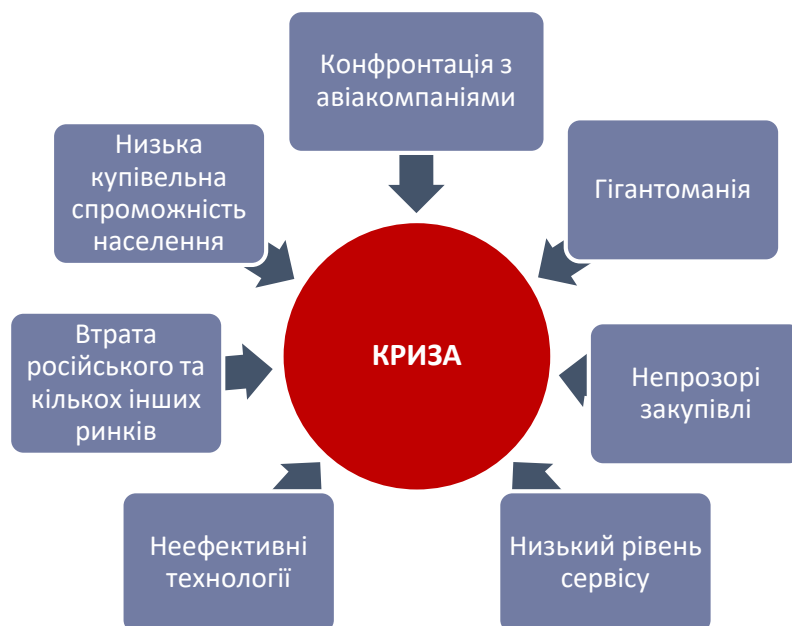 Конфронтація з
авіакомпаніями
Низька
купівельна
спроможність
населення
Гігантоманія
Втрата
російського та
кількох інших
ринків
КРИЗА
Непрозорі
закупівлі
Неефективні
технології
Низький рівень
сервісу